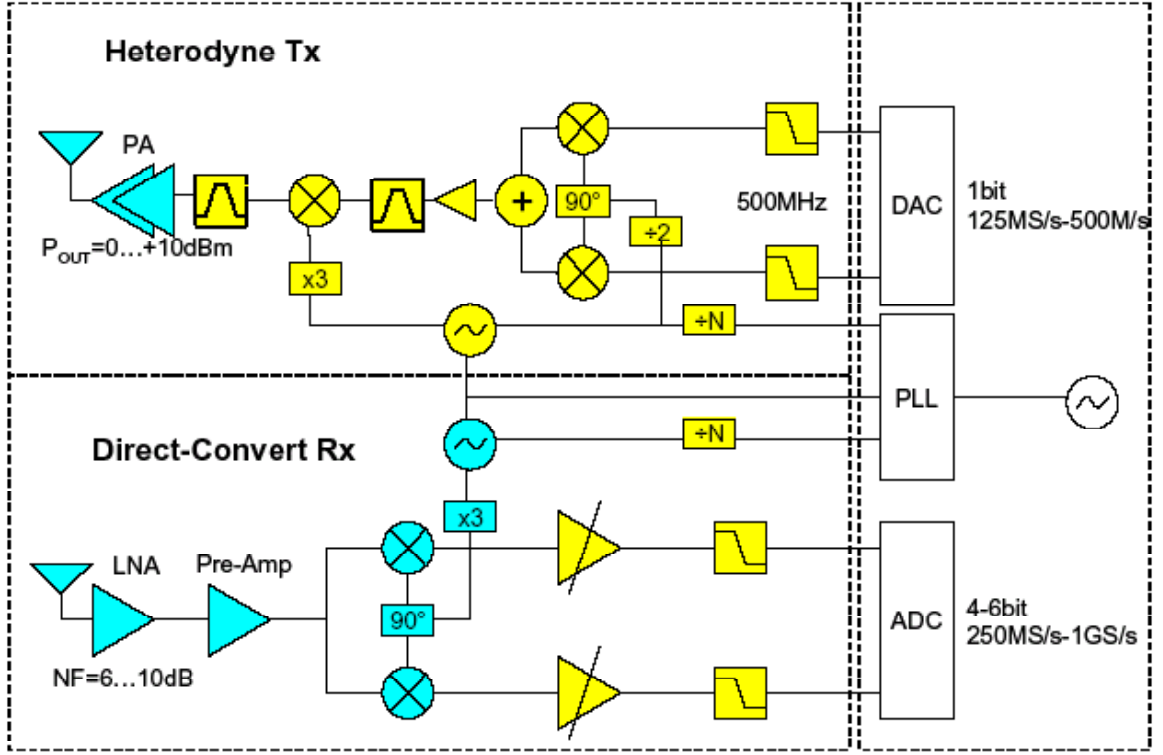 Heterodyne Tx
PA
P_OUT=0...+10dBm
x3
+
90°
÷2
500MHz
DAC
1bit
125MS/s-500M/s
÷N
PLL
Direct-Convert Rx
÷N
x3
LNA
Pre-Amp
90°
NF=6...10dB
ADC
4-6bit
250MS/s-1GS/s